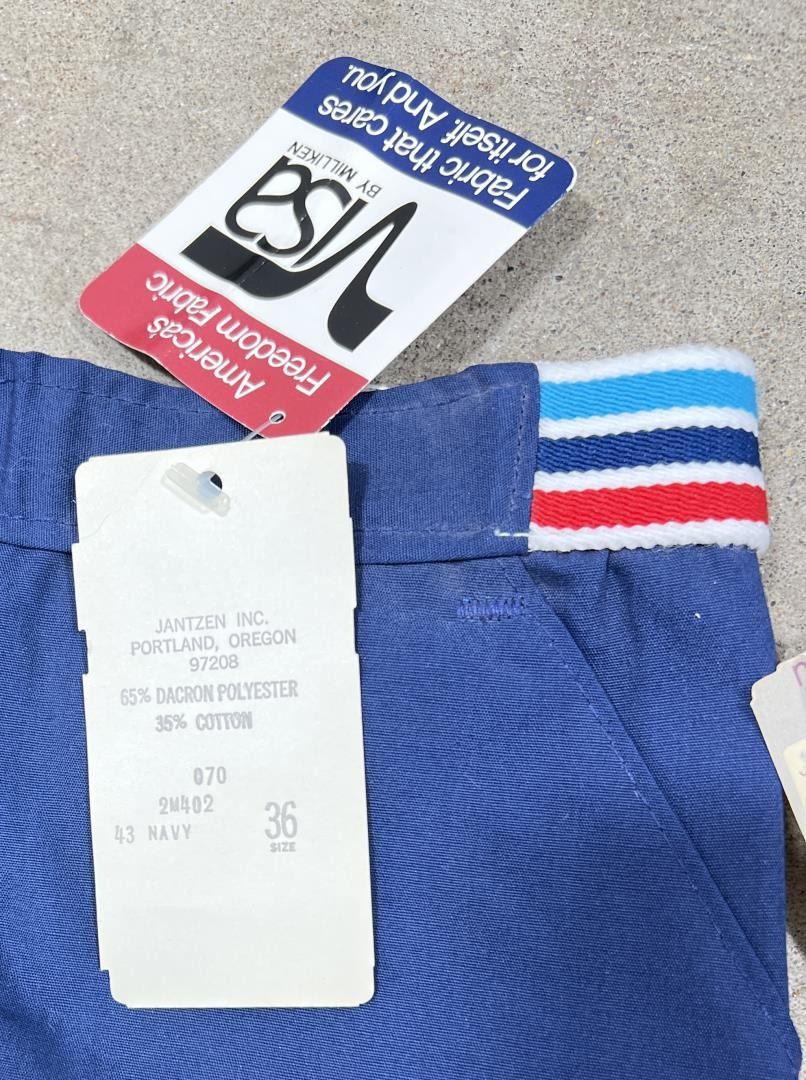 Fabric that cares
for itself. And you.
VISA
BY MILLIKEN
America's
Freedom Fabric
JANTZEN INC.
PORTLAND, OREGON
97208
65% DACRON POLYESTER
35% COTTON
070
2M402
43 NAVY
36
SIZE